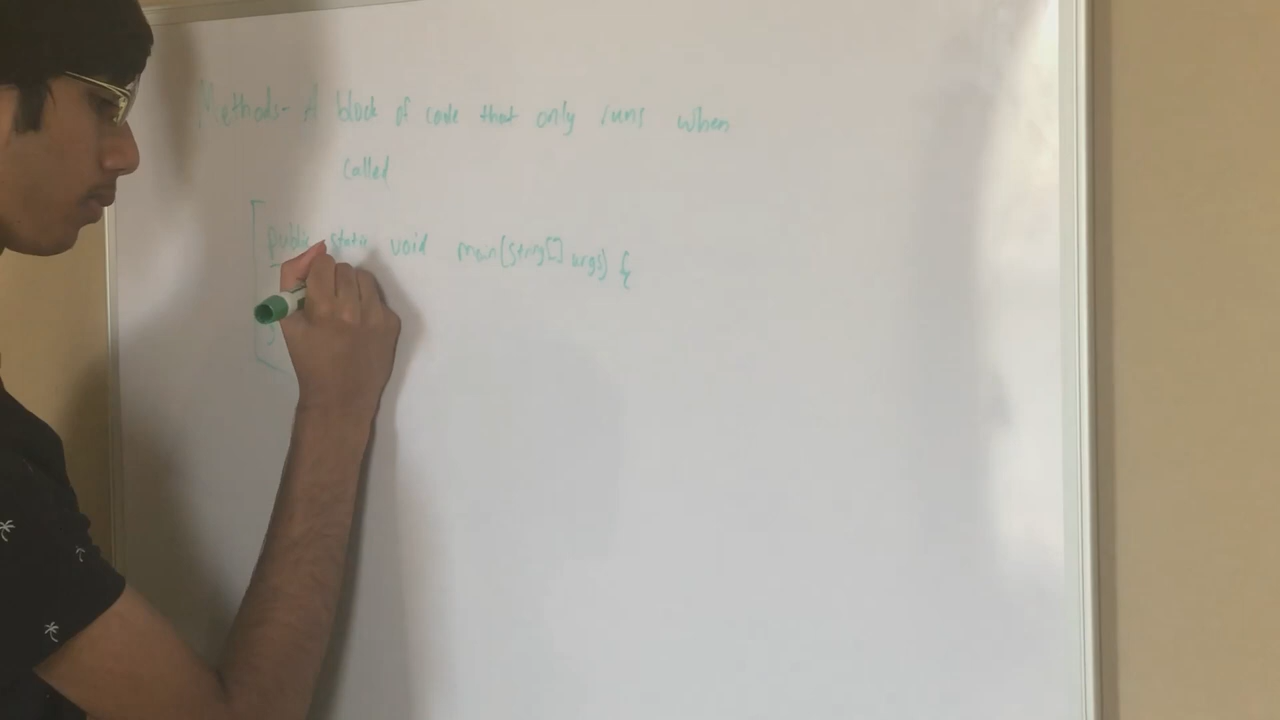 Methods- A block of code that only runs when
called
public static void main(String[] args) {
}